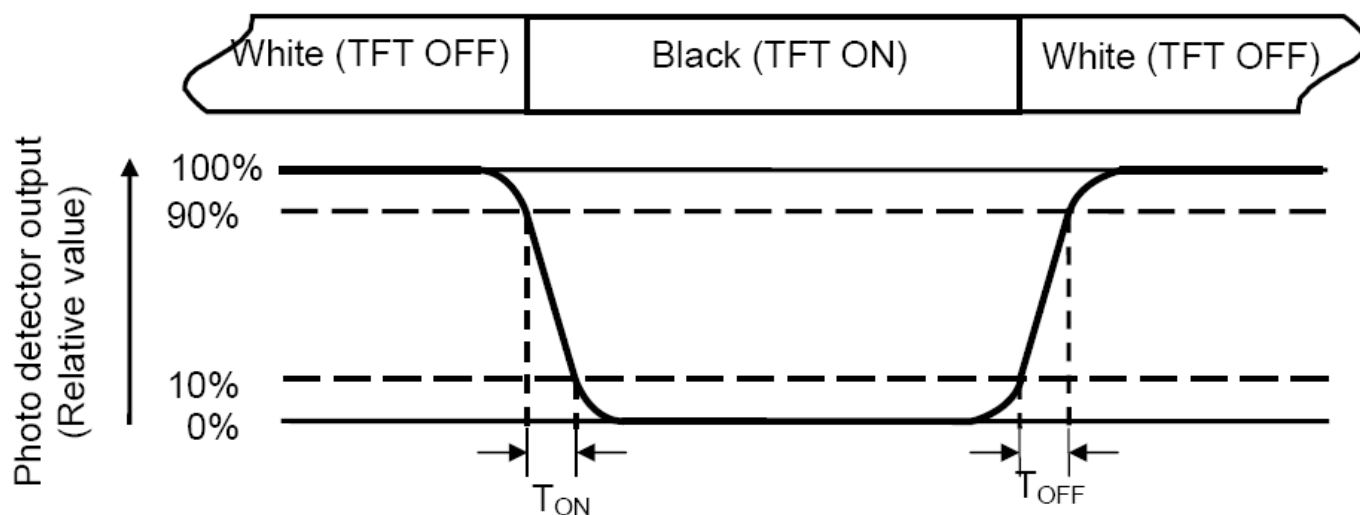 White (TFT OFF)
Black (TFT ON)
White (TFT OFF)
Photo detector output
(Relative value)
100%
90%
10%
0%
TON
TOFF